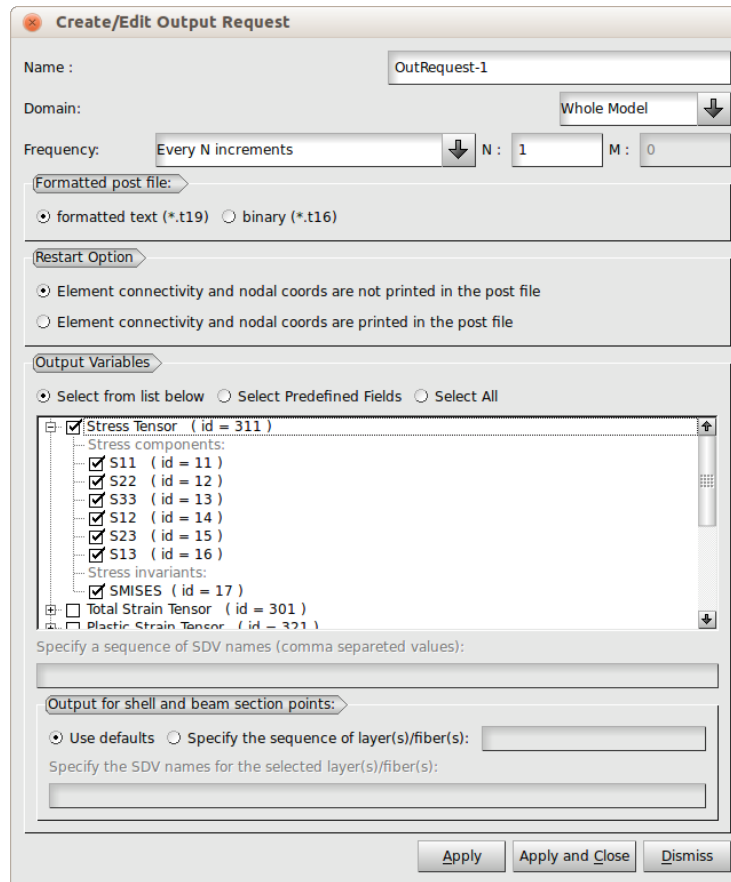 Create/Edit Output Request
Name : OutRequest-1
Domain: Whole Model
Frequency: Every N increments N : 1 M : 0
Formatted post file:
formatted text (*.t19) binary (*.t16)
Restart Option
Element connectivity and nodal coords are not printed in the post file
Element connectivity and nodal coords are printed in the post file
Output Variables
Select from list below Select Predefined Fields Select All
Stress Tensor ( id = 311 )
Stress components:
S11 ( id = 11 )
S22 ( id = 12 )
S33 ( id = 13 )
S12 ( id = 14 )
S23 ( id = 15 )
S13 ( id = 16 )
Stress invariants:
SMISES ( id = 17 )
Total Strain Tensor ( id = 301 )
Plastic Strain Tensor ( id = 321 )
Specify a sequence of SDV names (comma separeted values):
Output for shell and beam section points:
Use defaults Specify the sequence of layer(s)/fiber(s):
Specify the SDV names for the selected layer(s)/fiber(s):
Apply Apply and Close Dismiss